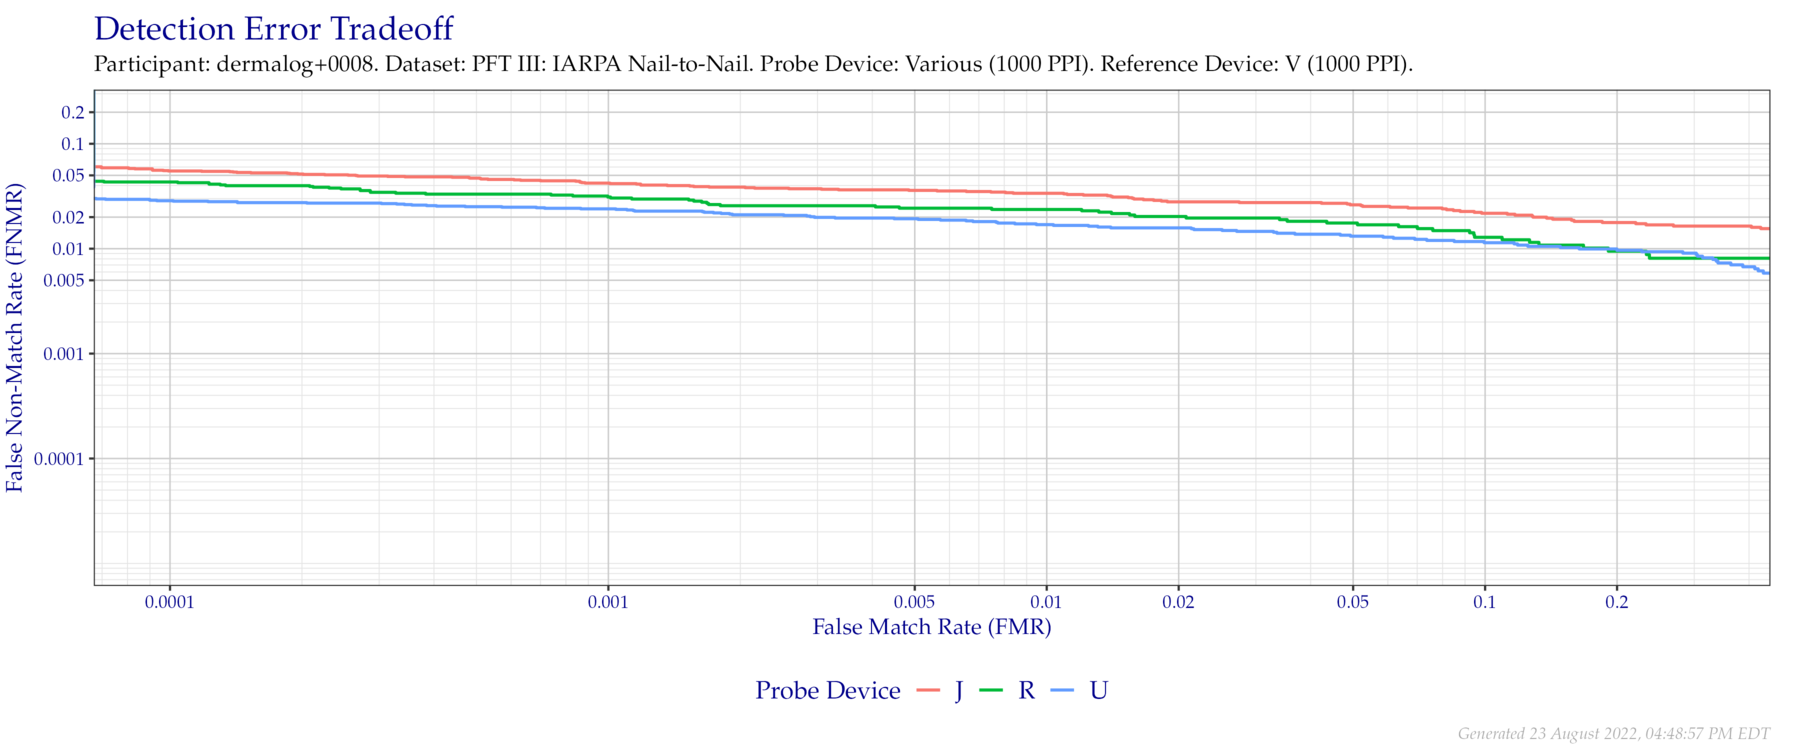 Detection Error Tradeoff
Participant: dermalog+0008. Dataset: PFT III: IARPA Nail-to-Nail. Probe Device: Various (1000 PPI). Reference Device: V (1000 PPI).
False Non-Match Rate (FNMR)
0.2
0.1
0.05
0.02
0.01
0.005
0.001
0.0001
0.0001 0.001 0.005 0.01 0.02 0.05 0.1 0.2
False Match Rate (FMR)
Probe Device J R U
Generated 23 August 2022, 04:48:57 PM EDT